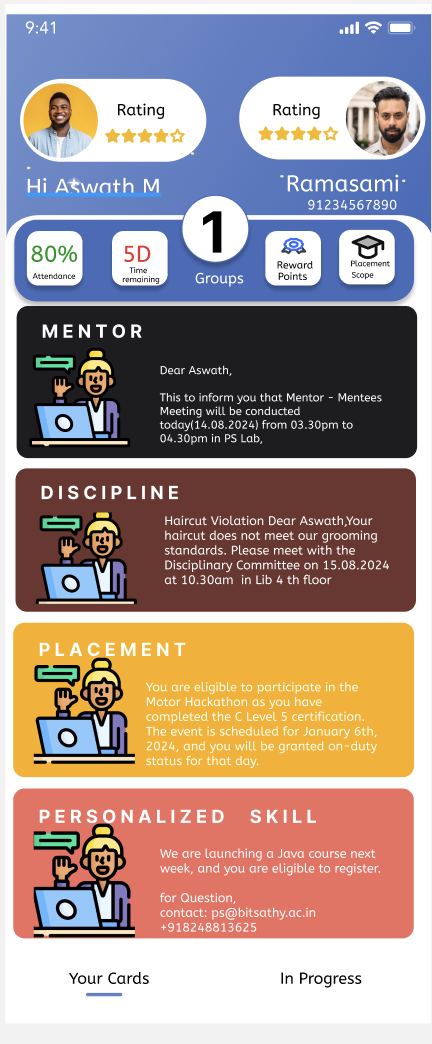 9:41
Rating
Rating
Hi Aswath M
Ramasami
91234567890
80%
Attendance
5D
Time
remaining
1
Groups
Reward
Points
Placement
Scope
MENTOR
Dear Aswath,
This to inform you that Mentor - Mentees
Meeting will be conducted
today(14.08.2024) from 03.30pm to
04.30pm in PS Lab,
DISCIPLINE
Haircut Violation Dear Aswath,Your
haircut does not meet our grooming
standards. Please meet with the
Disciplinary Committee on 15.08.2024
at 10.30am in Lib 4 th floor
PLACEMENT
You are eligible to participate in the
Motor Hackathon as you have
completed the C Level 5 certification.
The event is scheduled for January 6th,
2024, and you will be granted on-duty
status for that day.
PERSONALIZED SKILL
We are launching a Java course next
week, and you are eligible to register.
for Question,
contact: ps@bitsathy.ac.in
+918248813625
Your Cards
In Progress